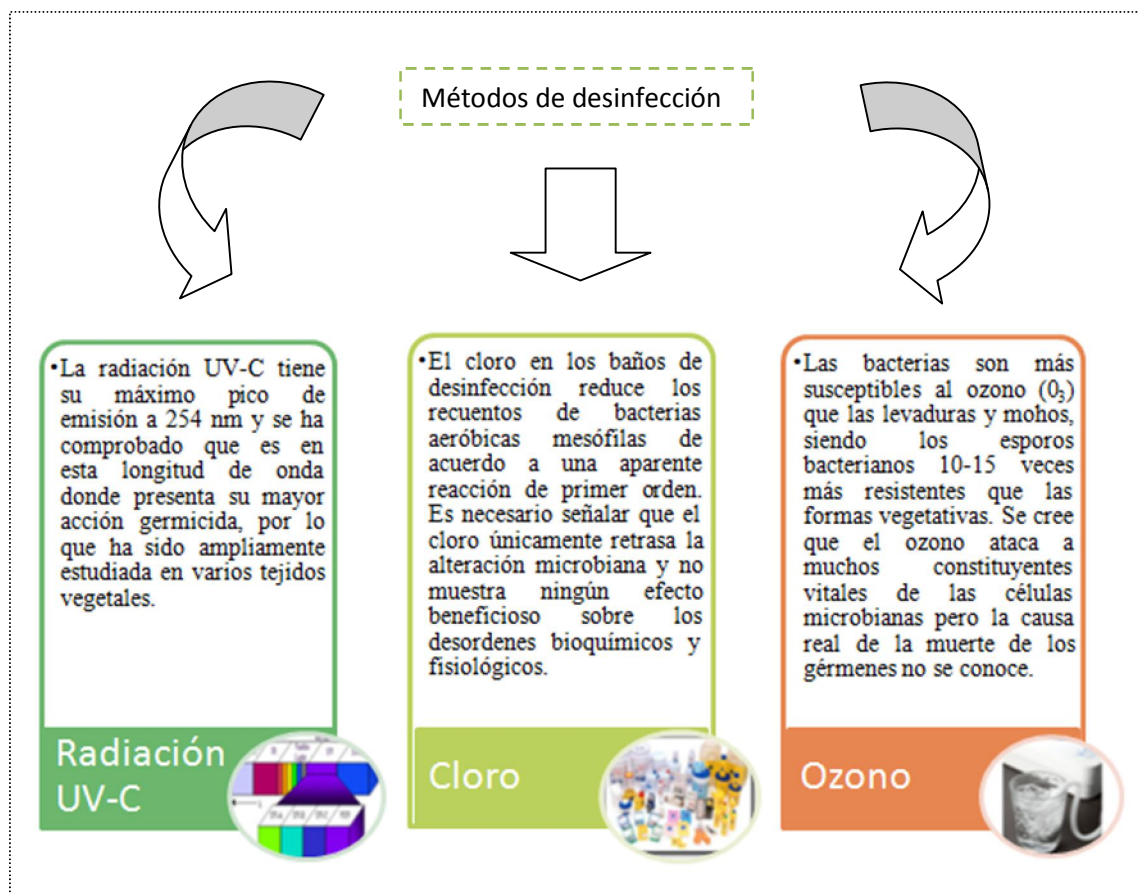 Métodos de desinfección
•La radiación UV-C tiene
su máximo pico de
emisión a 254 nm y se ha
comprobado que es en
esta longitud de onda
donde presenta su mayor
acción germicida, por lo
que ha sido ampliamente
estudiada en varios tejidos
vegetales.
Radiación
UV-C
•El cloro en los baños de
desinfección reduce los
recuentos de bacterias
aeróbicas mesófilas de
acuerdo a una aparente
reacción de primer orden.
Es necesario señalar que el
cloro únicamente retrasa la
alteración microbiana y no
muestra ningún efecto
beneficioso sobre los
desordenes bioquímicos y
fisiológicos.
Cloro
•Las bacterias son más
susceptibles al ozono (0₃)
que las levaduras y mohos,
siendo los esporos
bacterianos 10-15 veces
más resistentes que las
formas vegetativas. Se cree
que el ozono ataca a
muchos constituyentes
vitales de las células
microbianas pero la causa
real de la muerte de los
gérmenes no se conoce.
Ozono